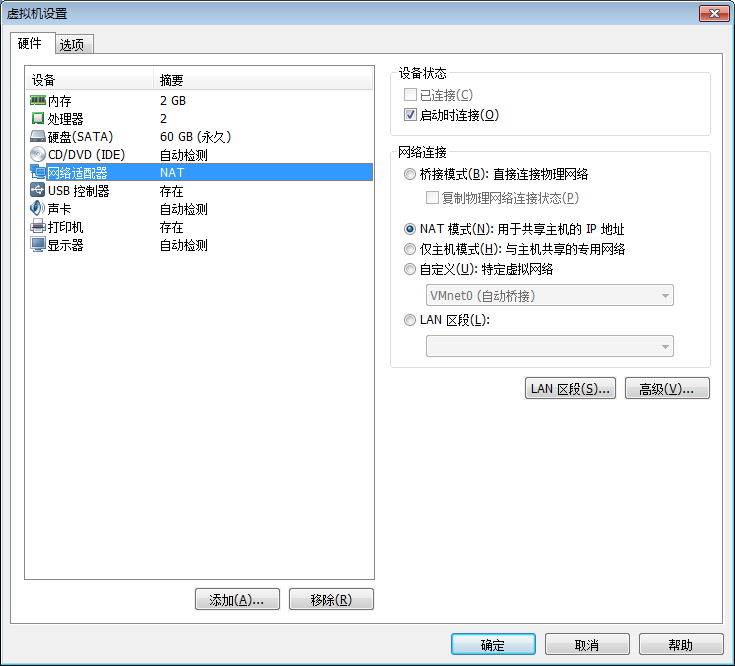 虚拟机设置
硬件 选项
设备 摘要
内存 2 GB
处理器 2
硬盘(SATA) 60 GB (永久)
CD/DVD (IDE) 自动检测
网络适配器 NAT
USB 控制器 存在
声卡 自动检测
打印机 存在
显示器 自动检测
添加(A)... 移除(R)
设备状态
已连接(C)
启动时连接(O)
网络连接
桥接模式(B): 直接连接物理网络
复制物理网络连接状态(P)
NAT 模式(N): 用于共享主机的 IP 地址
仅主机模式(H): 与主机共享的专用网络
自定义(U): 特定虚拟网络
VMnet0 (自动桥接)
LAN 区段(L):
LAN 区段(S)... 高级(V)...
确定 取消 帮助